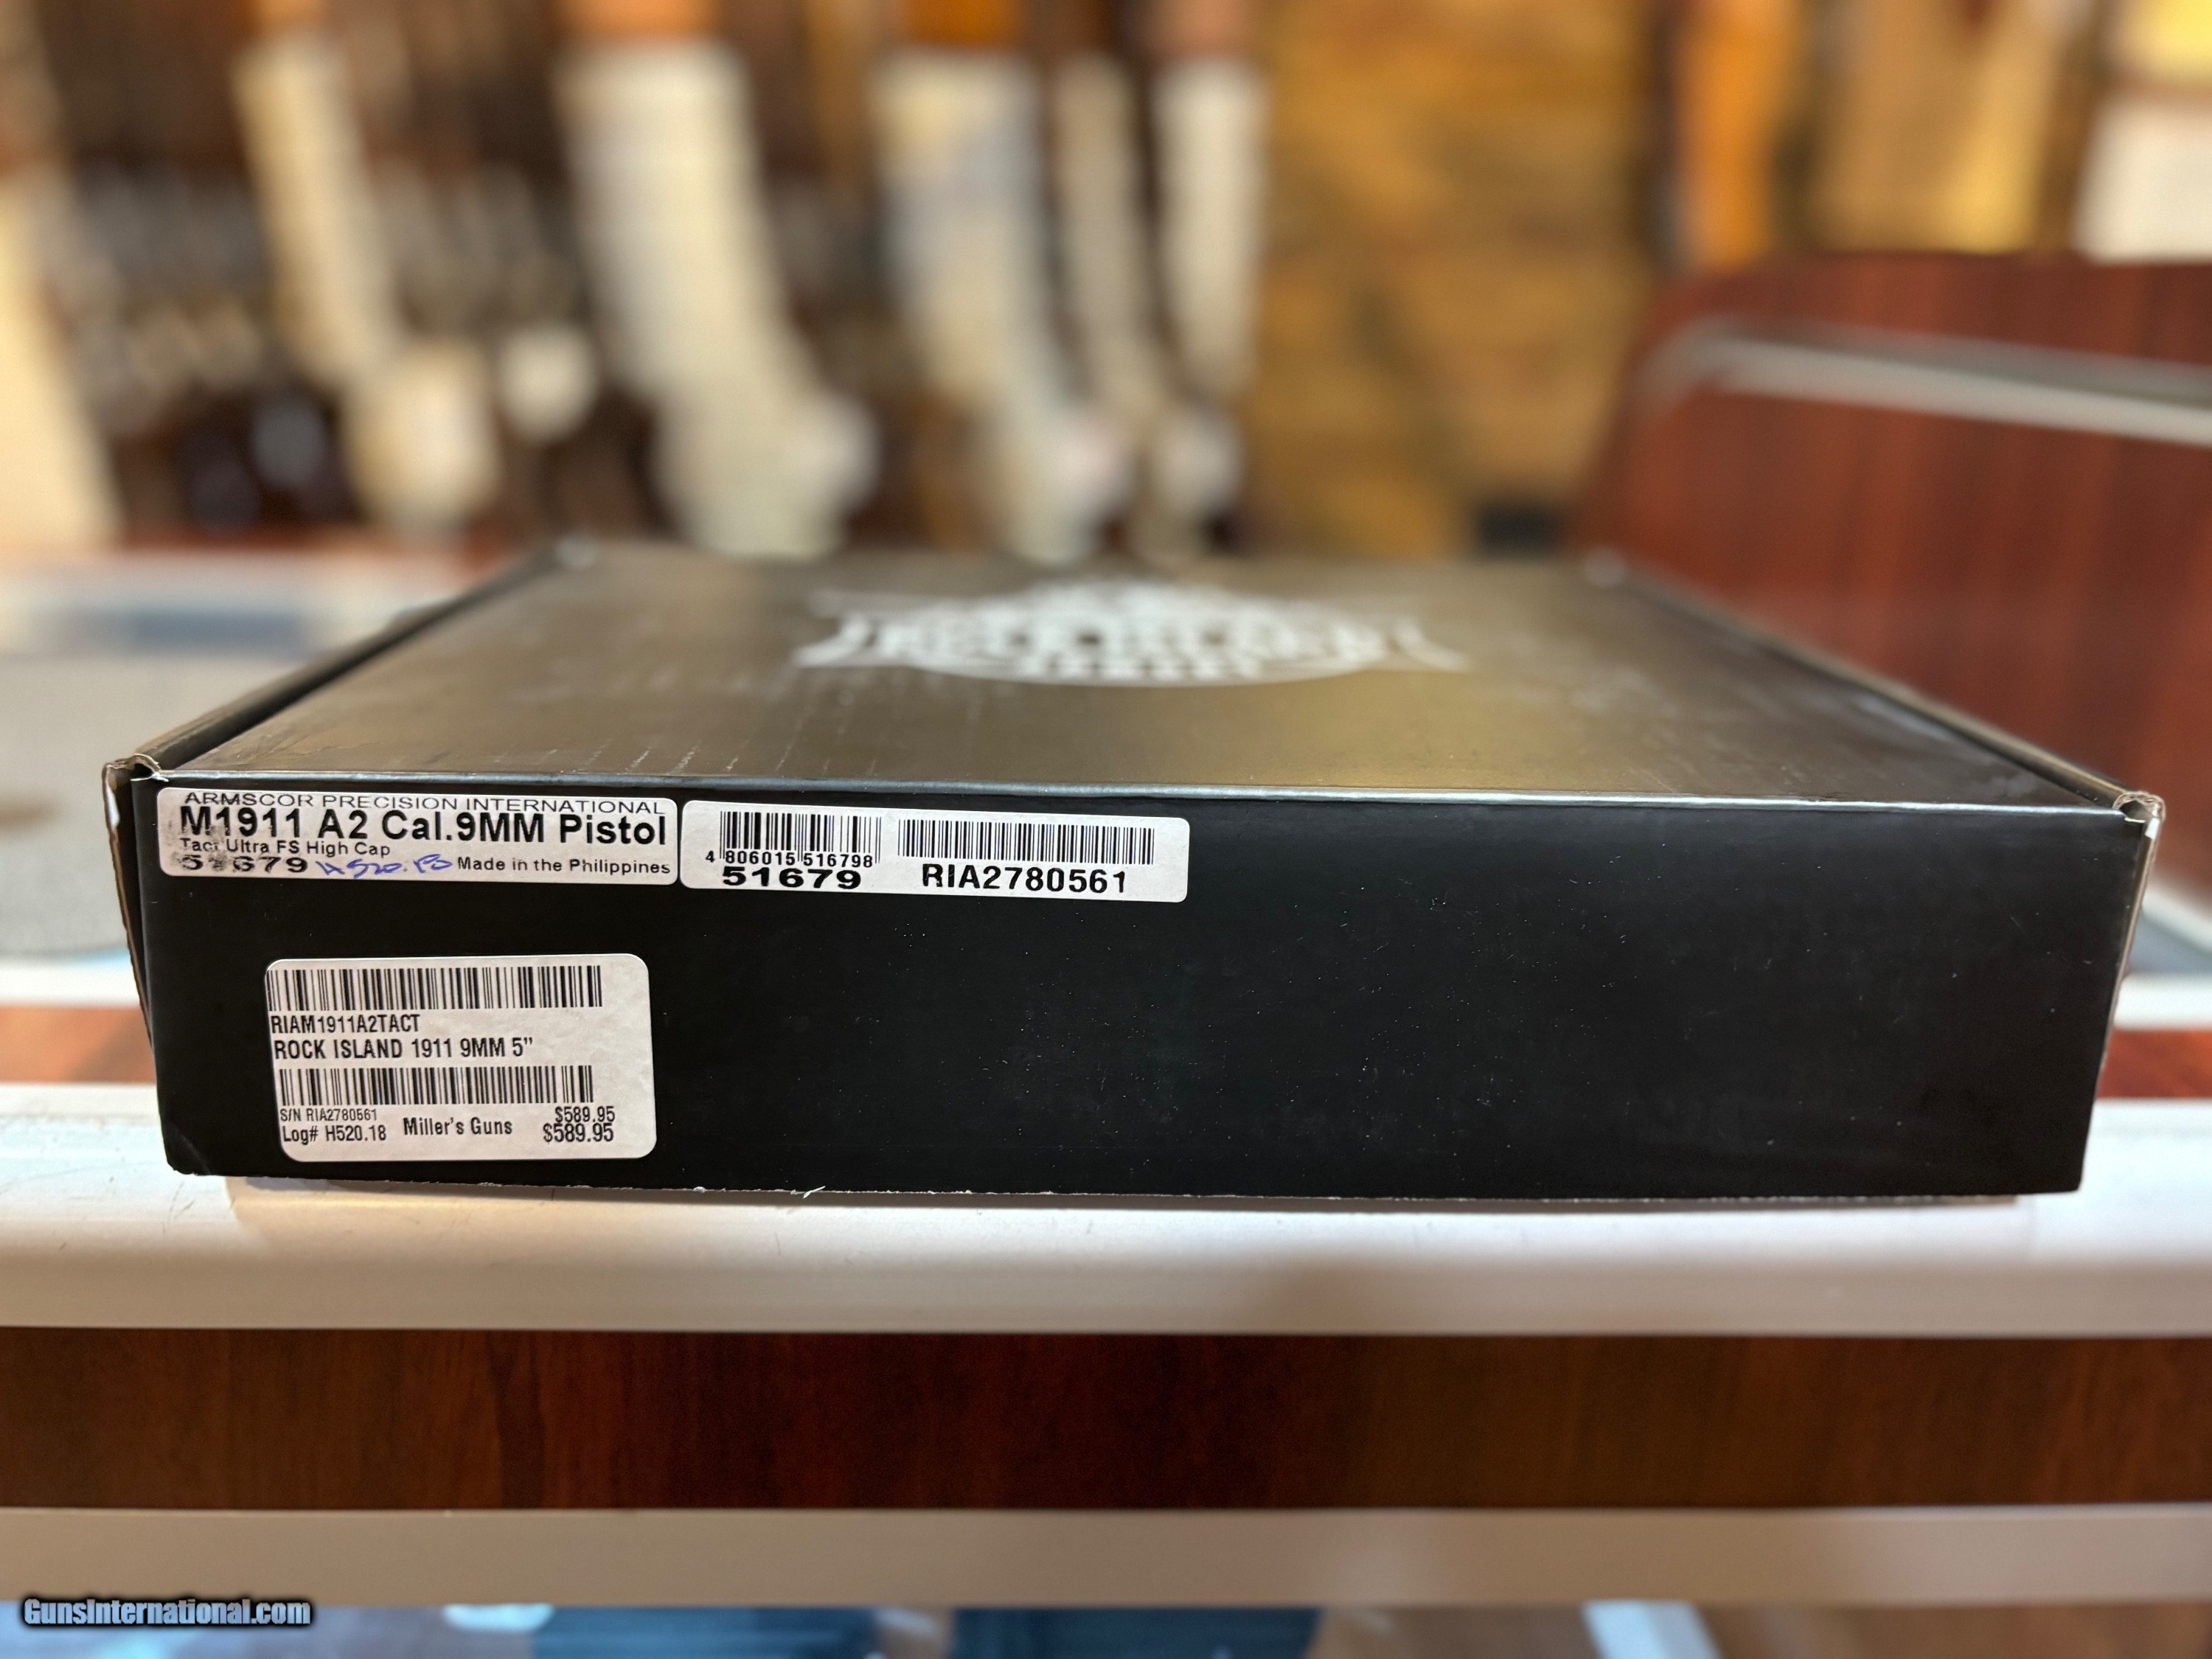 ARMSCOR PRECISION INTERNATIONAL
M1911 A2 Cal.9MM Pistol
Tact Ultra FS High Cap
51679 Made in the Philippines
4 806015 516798
51679 RIA2780561
RIAM1911A2TACT
ROCK ISLAND 1911 9MM 5"
S/N RIA2780561 $589.95
Log# H520.18 Miller's Guns $589.95
GunsInternational.com